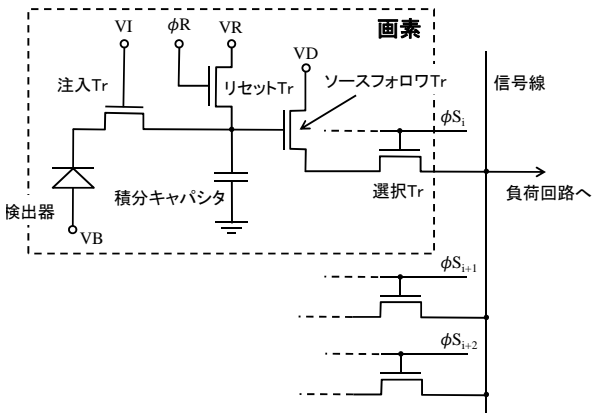 VI
φR
VR
画素
VD
注入Tr
リセットTr
ソースフォロワTr
信号線
φSi
積分キャパシタ
選択Tr
負荷回路へ
検出器
VB
φSi+1
φSi+2